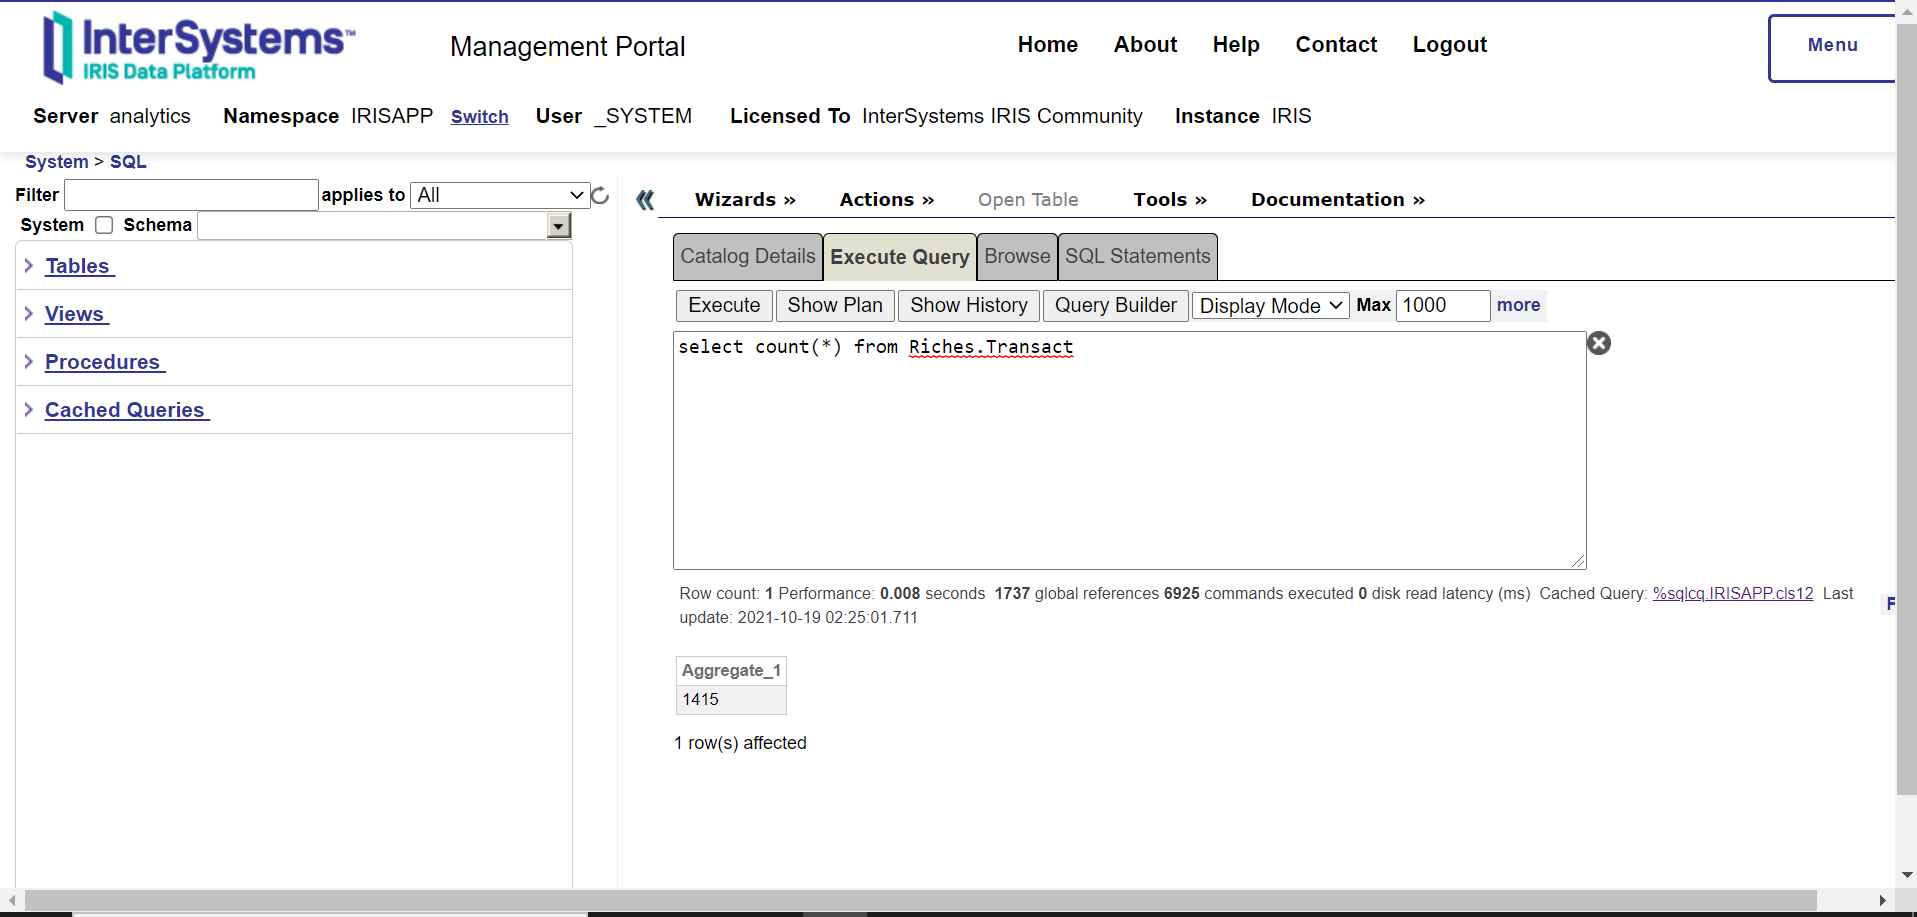 InterSystems™
IRIS Data Platform
Management Portal
Home About Help Contact Logout
Menu
Server analytics Namespace IRISAPP Switch User _SYSTEM Licensed To InterSystems IRIS Community Instance IRIS
System > SQL
Filter applies to All
System Schema
Tables
Views
Procedures
Cached Queries
Wizards » Actions » Open Table Tools » Documentation »
Catalog Details Execute Query Browse SQL Statements
Execute Show Plan Show History Query Builder Display Mode Max 1000 more
select count(*) from Riches.Transact
Row count: 1 Performance: 0.008 seconds 1737 global references 6925 commands executed 0 disk read latency (ms) Cached Query: %sqlcq.IRISAPP.cls12 Last
update: 2021-10-19 02:25:01.711
Aggregate_1
1415
1 row(s) affected